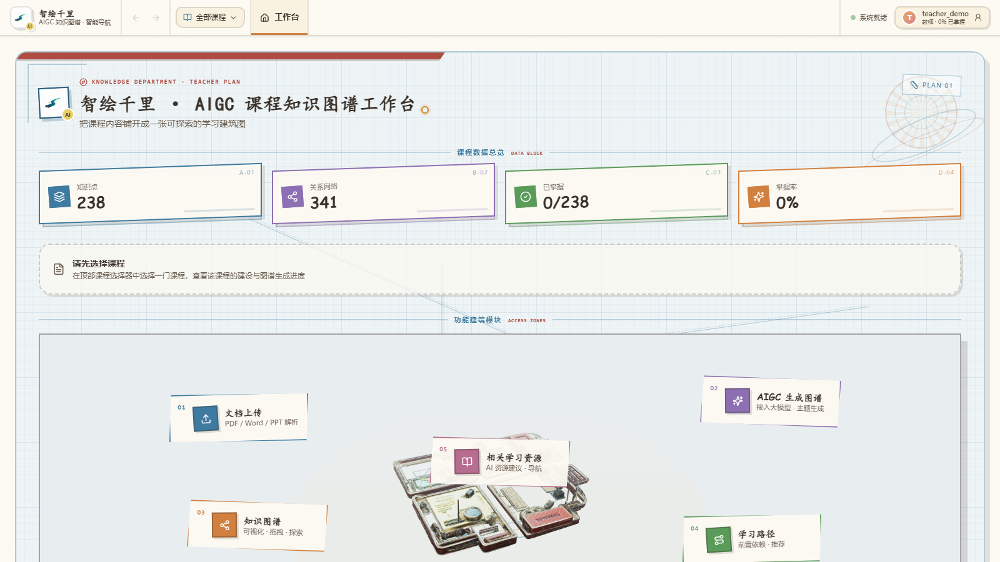 智绘千里
AI
AIGC 知识图谱 · 智能导航
全部课程
工作台
系统就绪
T
teacher_demo
教师 · 0% 已掌握
KNOWLEDGE DEPARTMENT · TEACHER PLAN
智绘千里 • AIGC 课程知识图谱工作台
AI
把课程内容铺开成一张可探索的学习建筑图
PLAN 01
课程数据总览 DATA BLOCK
A-01
知识点
238
B-02
关系网络
341
C-03
已掌握
0/238
D-04
掌握率
0%
请先选择课程
在顶部课程选择器中选择一门课程，查看该课程的建设与图谱生成进度
功能建筑模块 ACCESS ZONES
01
文档上传
PDF / Word / PPT 解析
02
AIGC 生成图谱
接入大模型 · 主题生成
05
相关学习资源
AI 资源建议 · 导航
03
知识图谱
可视化 · 拖拽 · 探索
04
学习路径
前置依赖 · 推荐